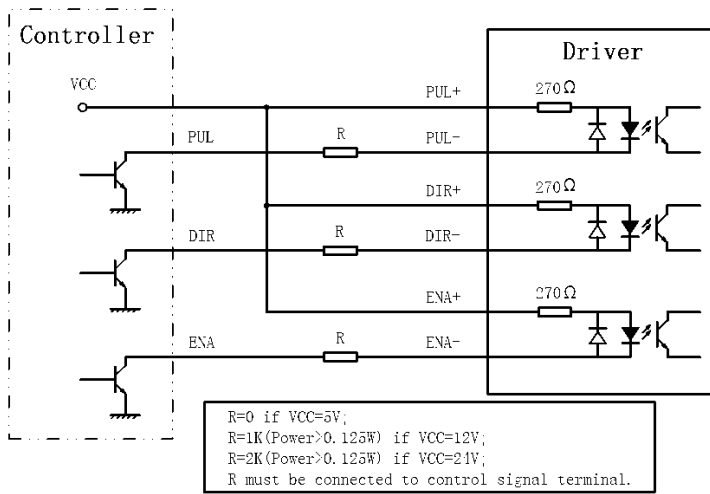 Controller
Driver
VCC
PUL+
270Ω
PUL
R
PUL-
DIR+
270Ω
DIR
R
DIR-
ENA+
270Ω
ENA
R
ENA-
R=0 if VCC=5V;
R=1K(Power>0.125W) if VCC=12V;
R=2K(Power>0.125W) if VCC=24V;
R must be connected to control signal terminal.